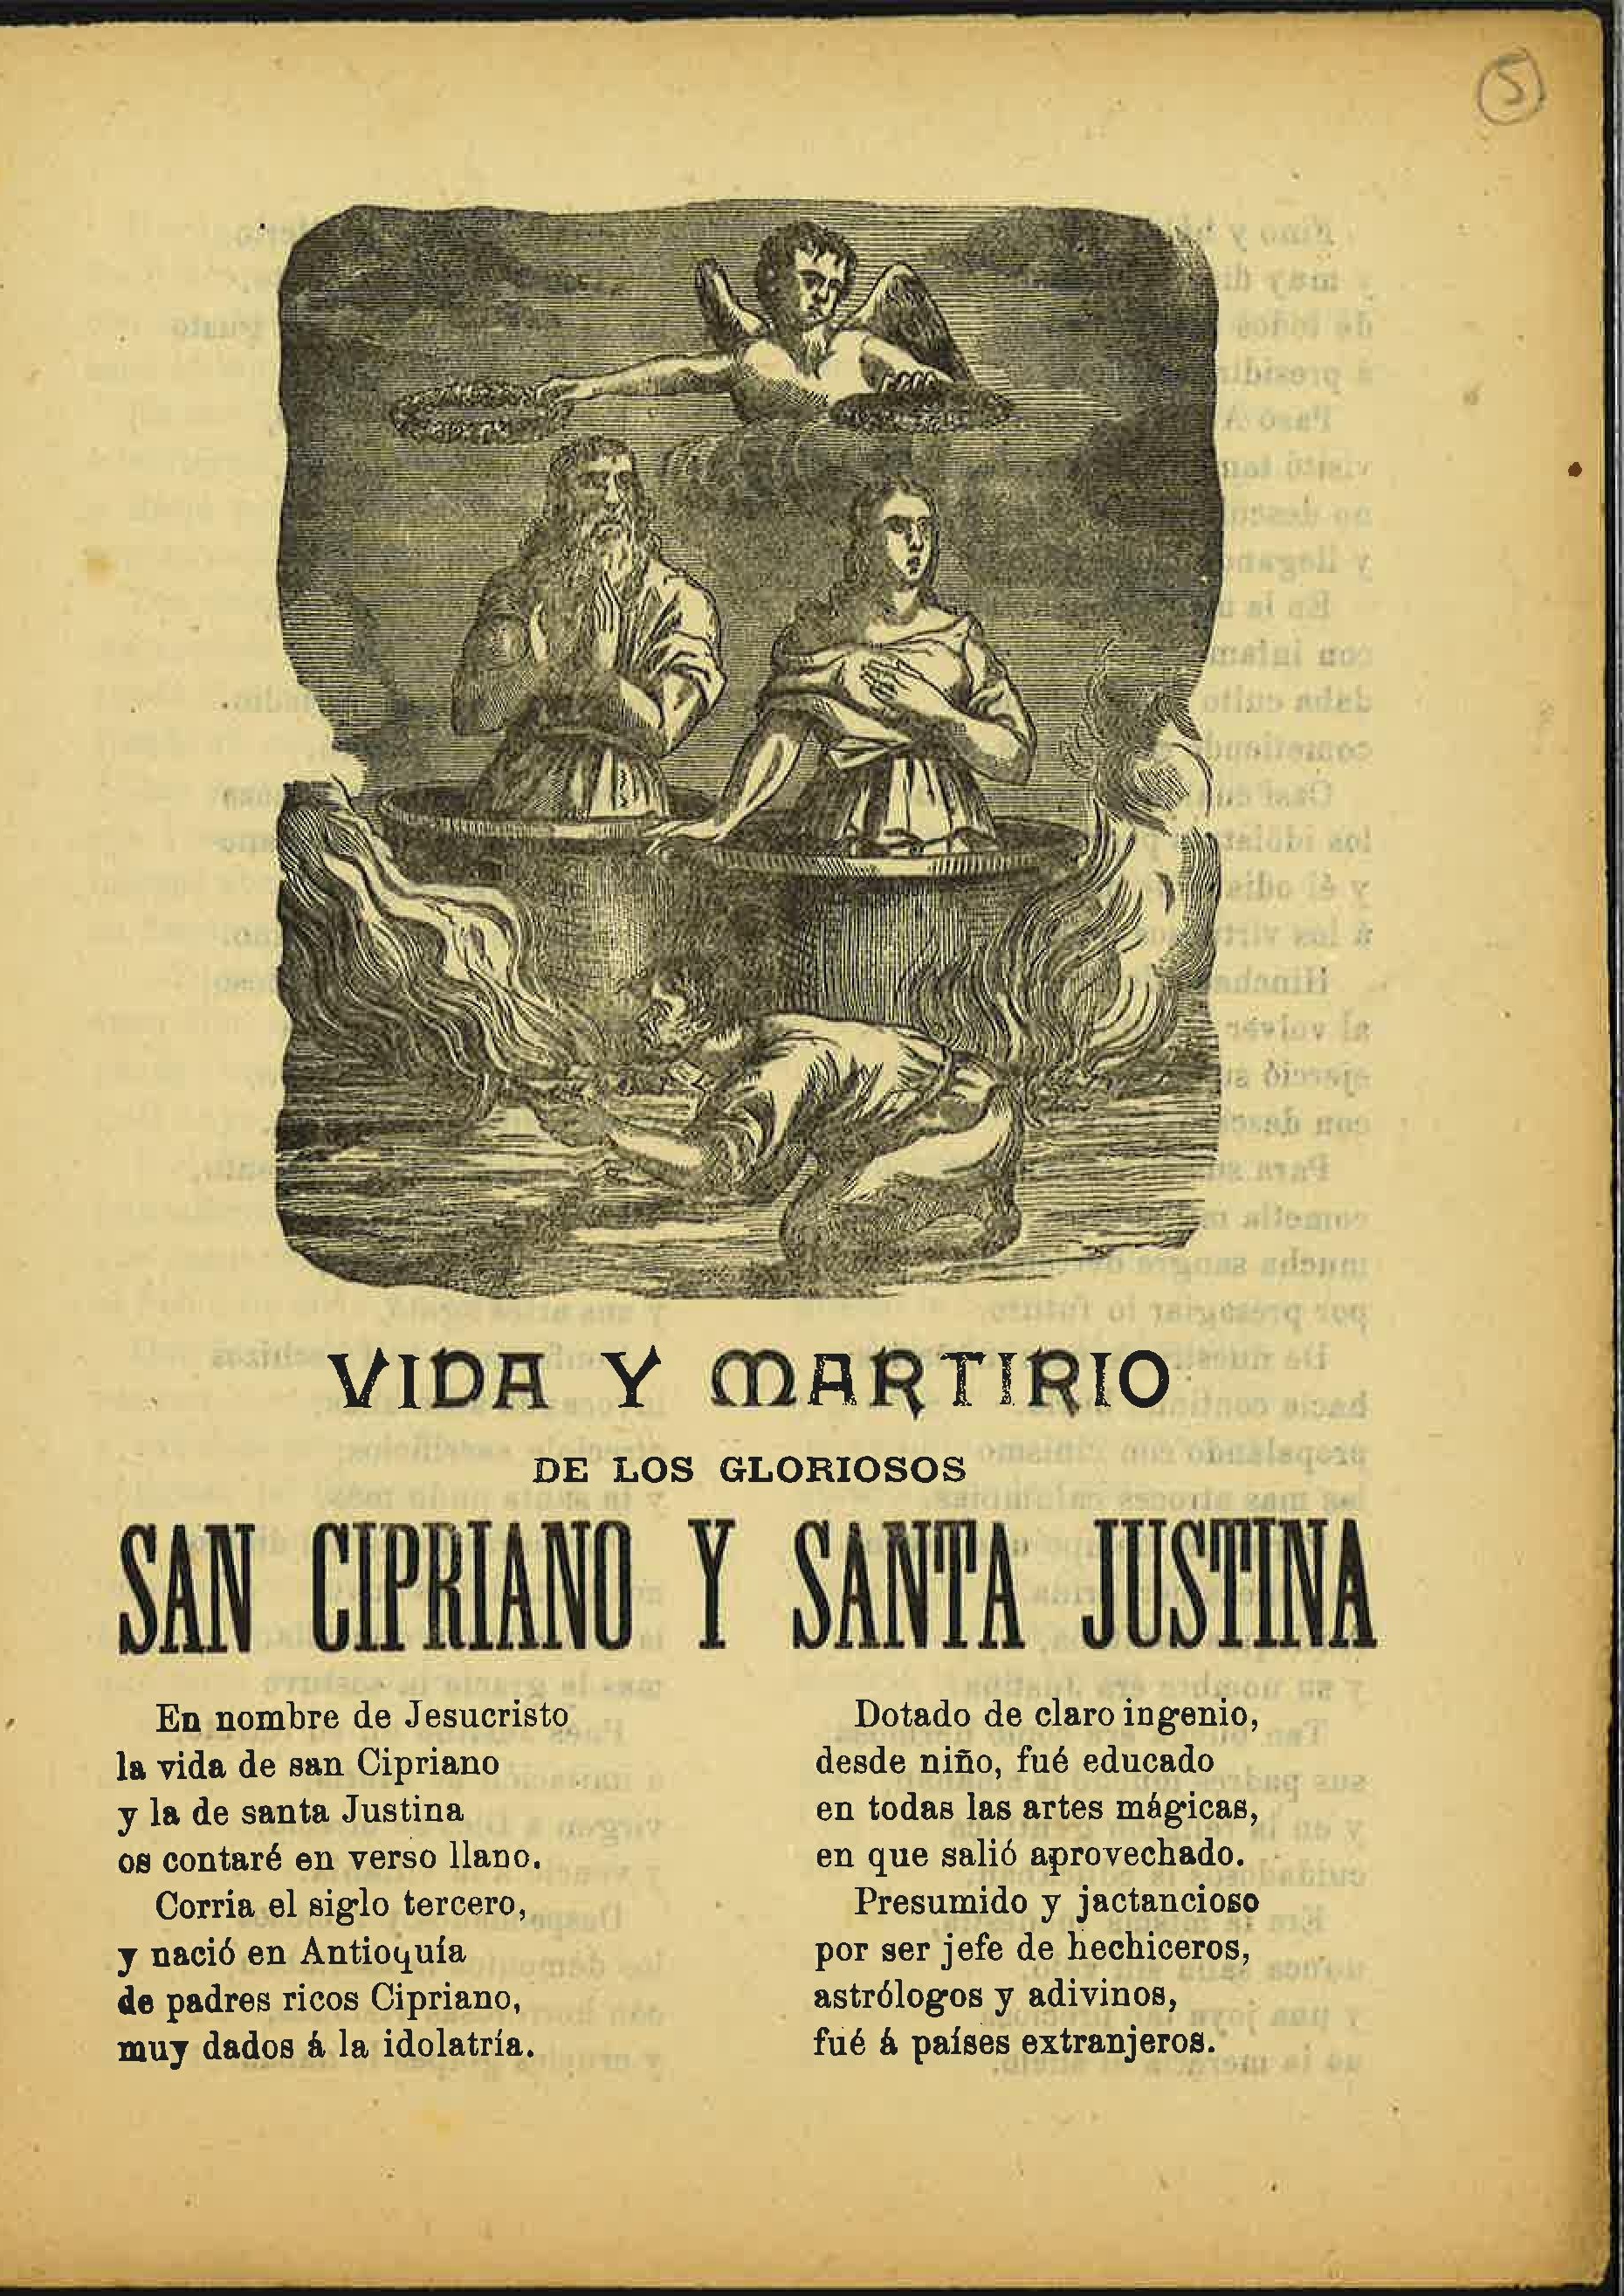 5
VIDA Y MARTIRIO
DE LOS GLORIOSOS
SAN CIPRIANO Y SANTA JUSTINA
En nombre de Jesucristo
la vida de san Cipriano
y la de santa Justina
os contaré en verso llano.
Corria el siglo tercero,
y nació en Antioquía
de padres ricos Cipriano,
muy dados á la idolatría.
Dotado de claro ingenio,
desde niño, fué educado
en todas las artes mágicas,
en que salió aprovechado.
Presumido y jactancioso
por ser jefe de hechiceros,
astrólogos y adivinos,
fué á países extranjeros.